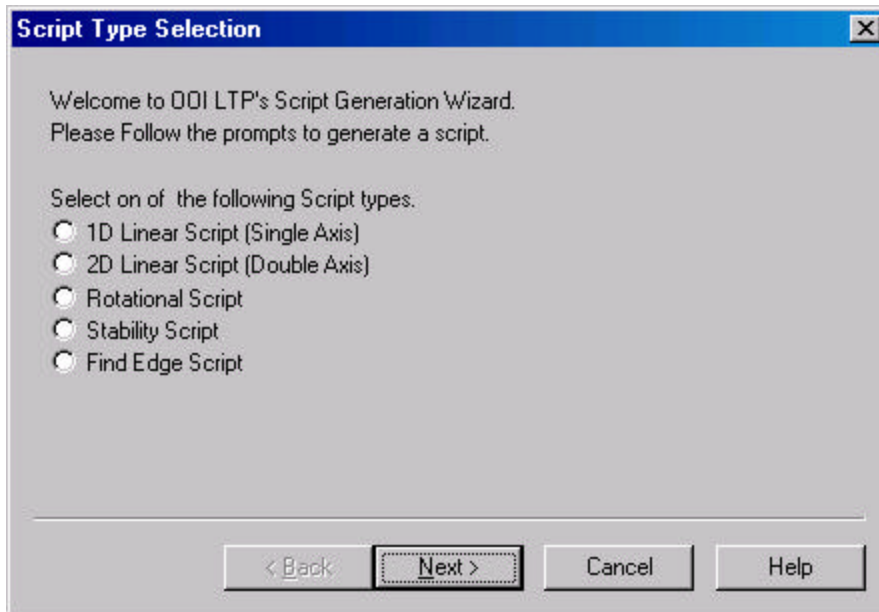 Script Type Selection
Welcome to OOI LTP's Script Generation Wizard.
Please Follow the prompts to generate a script.
Select on of the following Script types.
1D Linear Script (Single Axis)
2D Linear Script (Double Axis)
Rotational Script
Stability Script
Find Edge Script
< Back
Next >
Cancel
Help